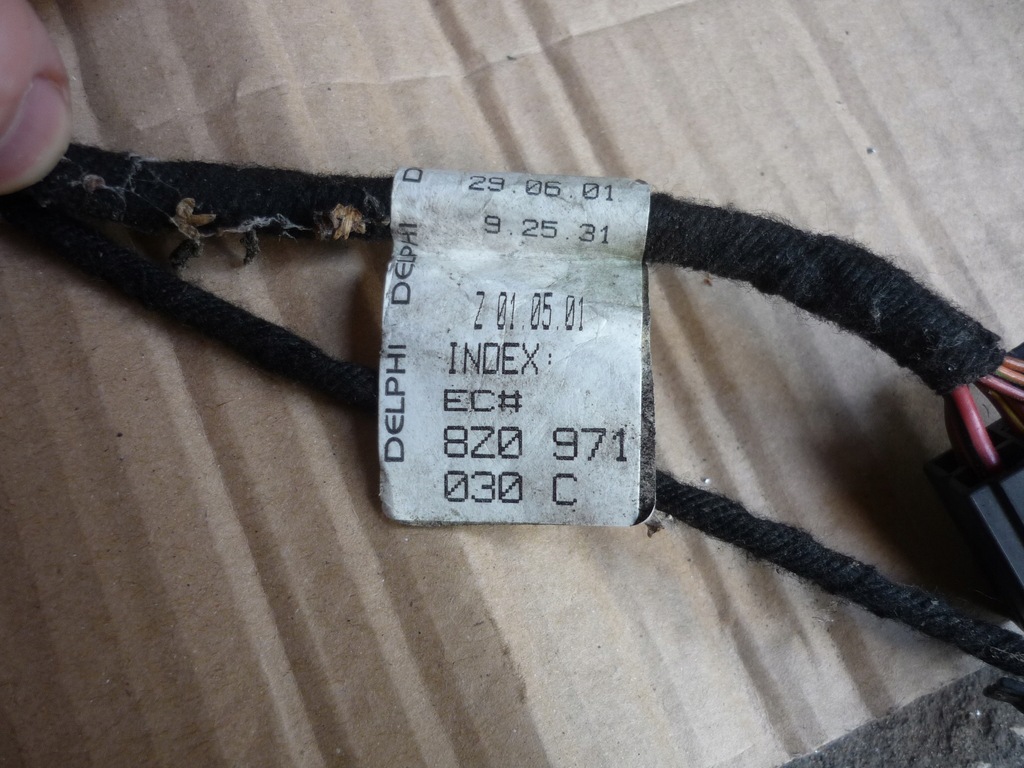 29.06.01
9.25.31
Z 01.05.01
INDEX:
EC#
8Z0 971
030 C
DELPHI DELPHI D